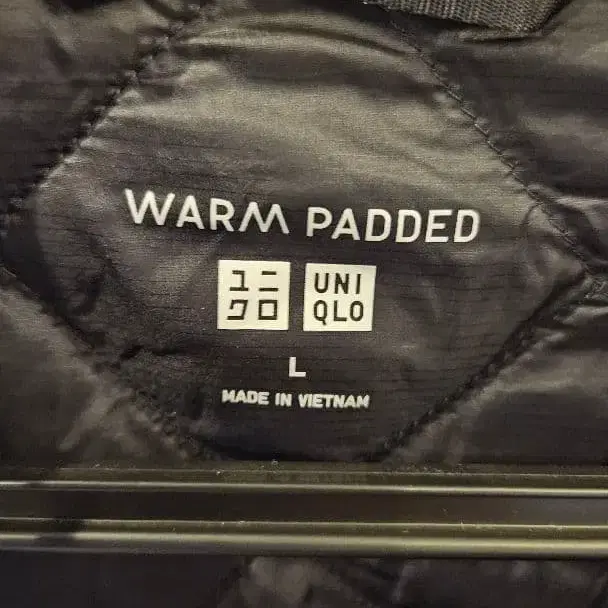 WARM PADDED
ユニ UNI
クロ QLO
L
MADE IN VIETNAM